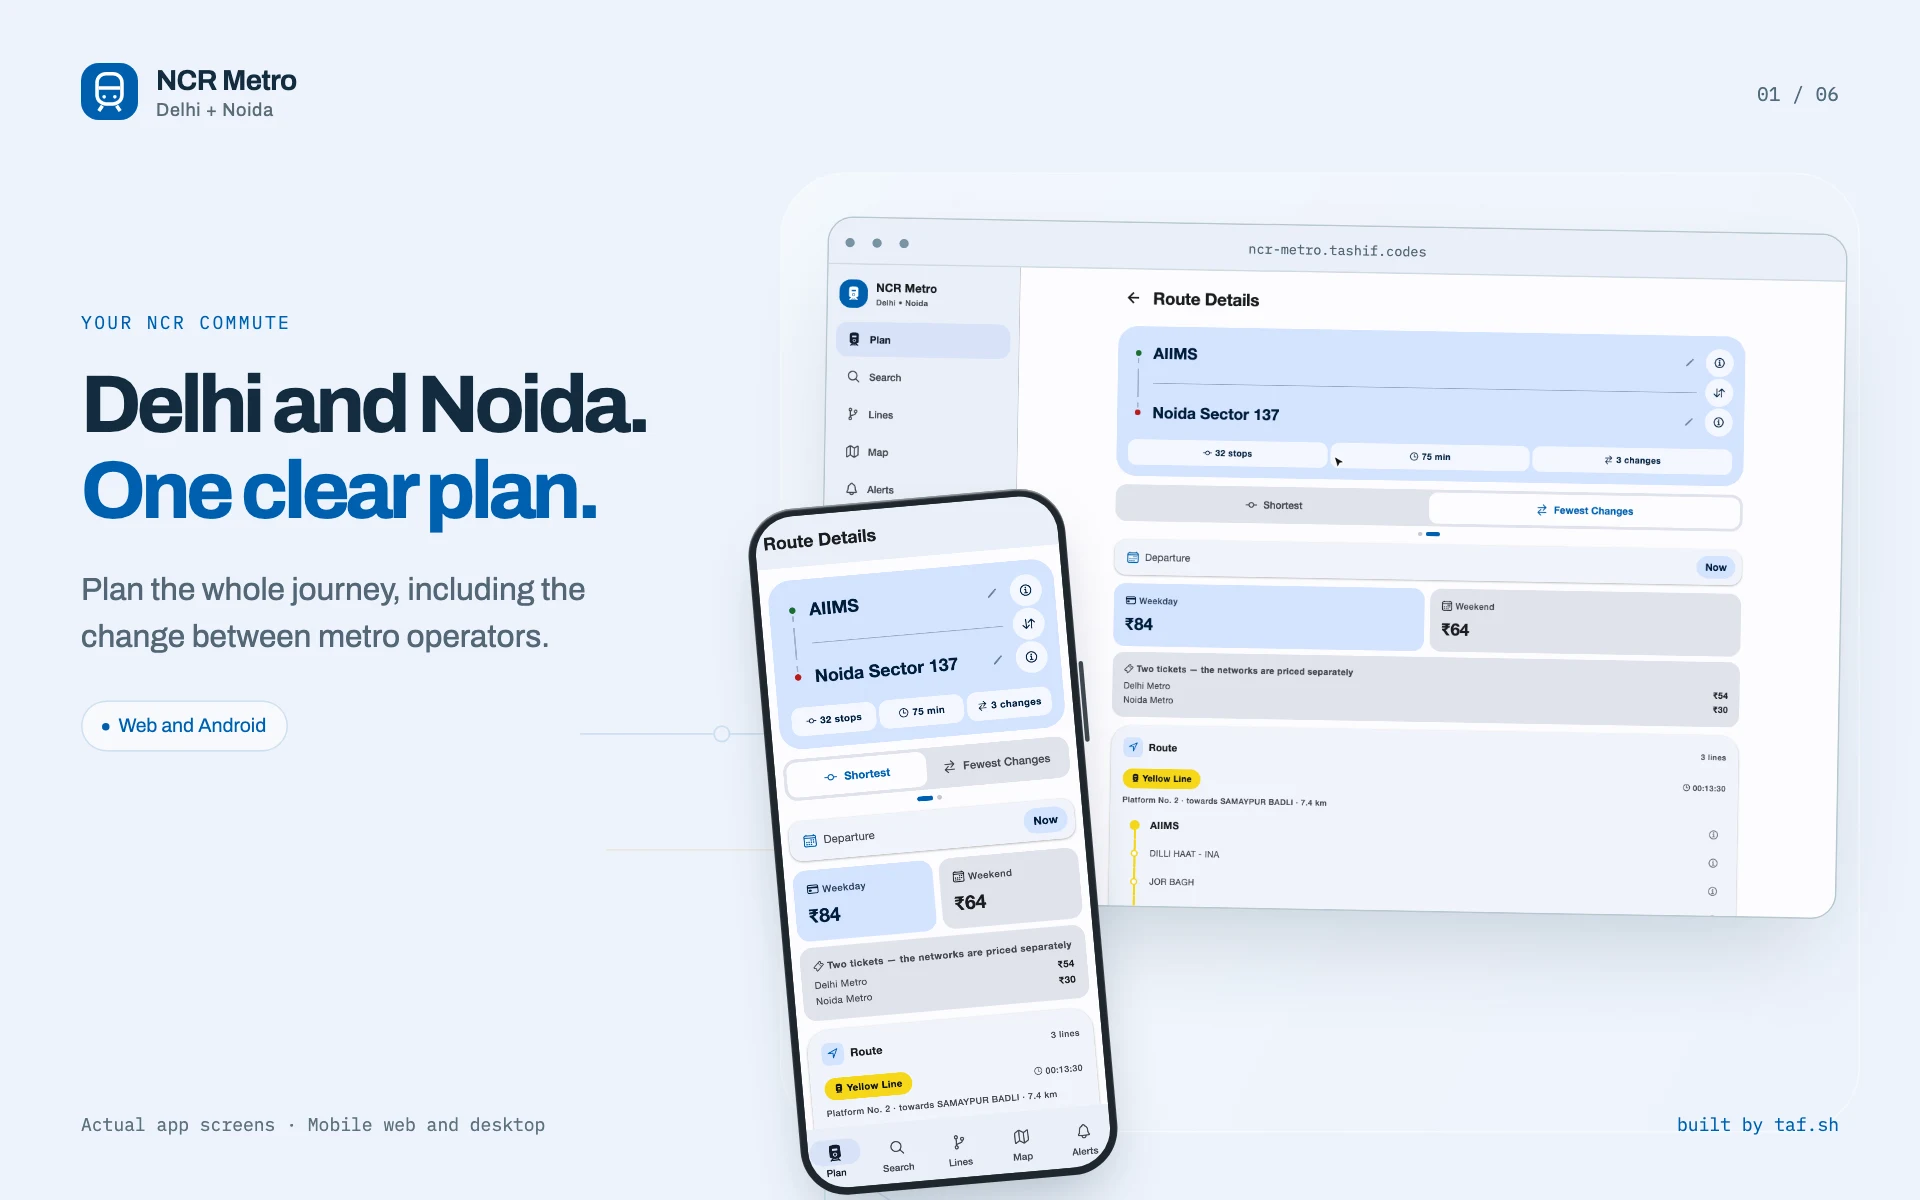 NCR Metro
Delhi + Noida
01 / 06
YOUR NCR COMMUTE
Delhi and Noida.
One clear plan.
Plan the whole journey, including the
change between metro operators.
Web and Android
Actual app screens · Mobile web and desktop
built by taf.sh
ncr-metro.tashif.codes
NCR Metro
Delhi • Noida
Plan
Search
Lines
Map
Alerts
Route Details
AIIMS
Noida Sector 137
32 stops
75 min
3 changes
Shortest
Fewest Changes
Departure
Now
Weekday
₹84
Weekend
₹64
Two tickets — the networks are priced separately
Delhi Metro
₹54
Noida Metro
₹30
Route
3 lines
Yellow Line
00:13:30
Platform No. 2 · towards SAMAYPUR BADLI · 7.4 km
AIIMS
DILLI HAAT - INA
JOR BAGH
Route Details
AIIMS
Noida Sector 137
32 stops
75 min
3 changes
Shortest
Fewest Changes
Departure
Now
Weekday
₹84
Weekend
₹64
Two tickets — the networks are priced separately
Delhi Metro
₹54
Noida Metro
₹30
Route
3 lines
Yellow Line
00:13:30
Platform No. 2 · towards SAMAYPUR BADLI · 7.4 km
Plan
Search
Lines
Map
Alerts